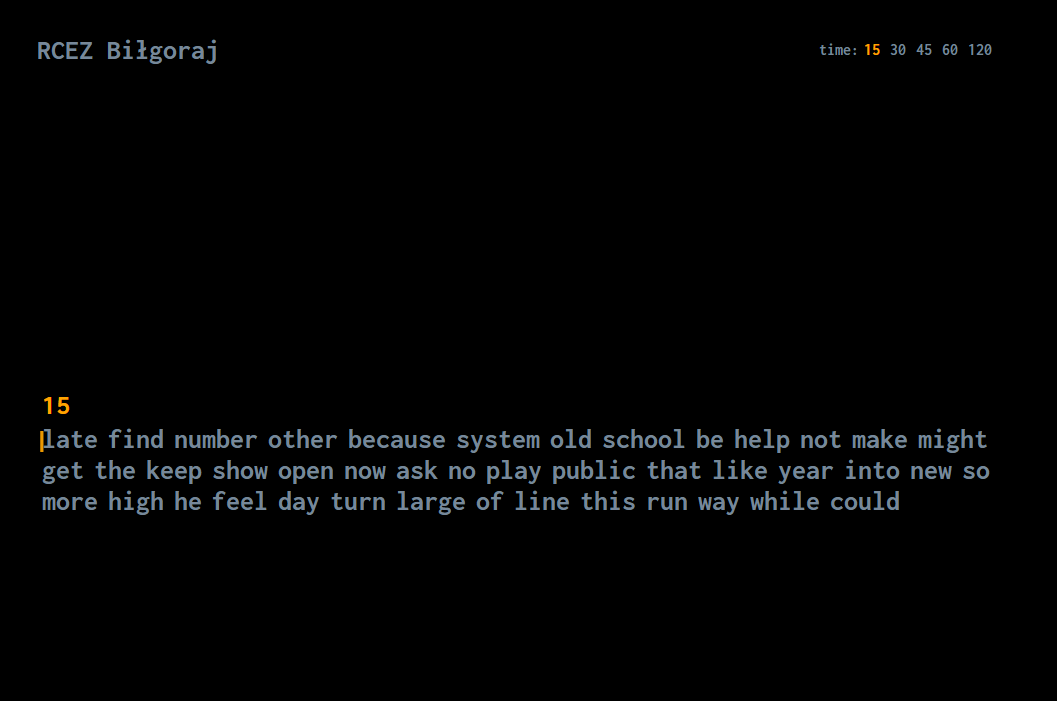 RCEZ Biłgoraj
time: 15 30 45 60 120
15
late find number other because system old school be help not make might
get the keep show open now ask no play public that like year into new so
more high he feel day turn large of line this run way while could